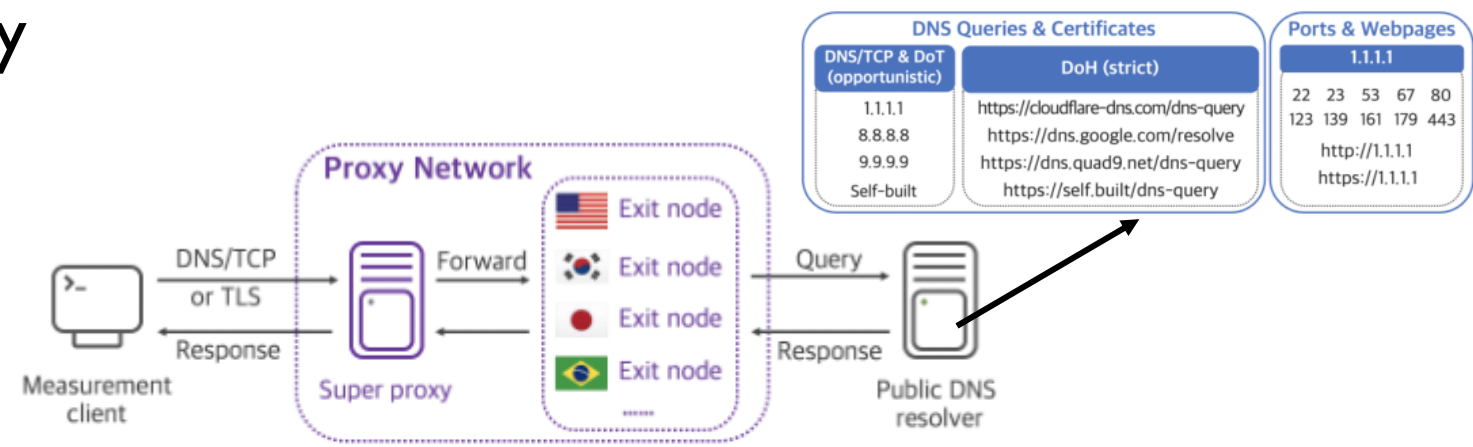 y
DNS Queries & Certificates
DNS/TCP & DoT
(opportunistic)
DoH (strict)
1.1.1.1
https://cloudflare-dns.com/dns-query
8.8.8.8
https://dns.google.com/resolve
9.9.9.9
https://dns.quad9.net/dns-query
Self-built
https://self.built/dns-query
Ports & Webpages
1.1.1.1
22 23 53 67 80
123 139 161 179 443
http://1.1.1.1
https://1.1.1.1
Proxy Network
Exit node
Exit node
Exit node
Exit node
......
DNS/TCP
or TLS
Response
Forward
Query
Response
>_
Measurement
client
Super proxy
Public DNS
resolver